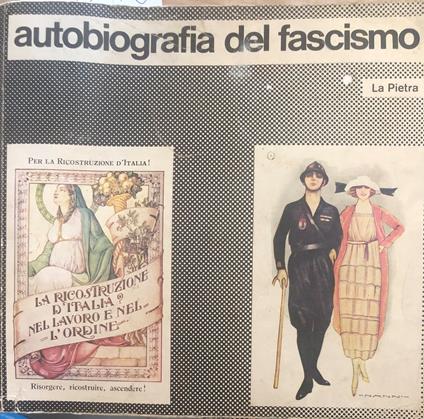 autobiografia del fascismo
La Pietra
PER LA RICOSTRUZIONE D'ITALIA!
LA RICOSTRUZIONE
D'ITALIA?
NEL LAVORO E NEL
L'ORDINE
Risorgere, ricostruire, ascendere!
NANNI